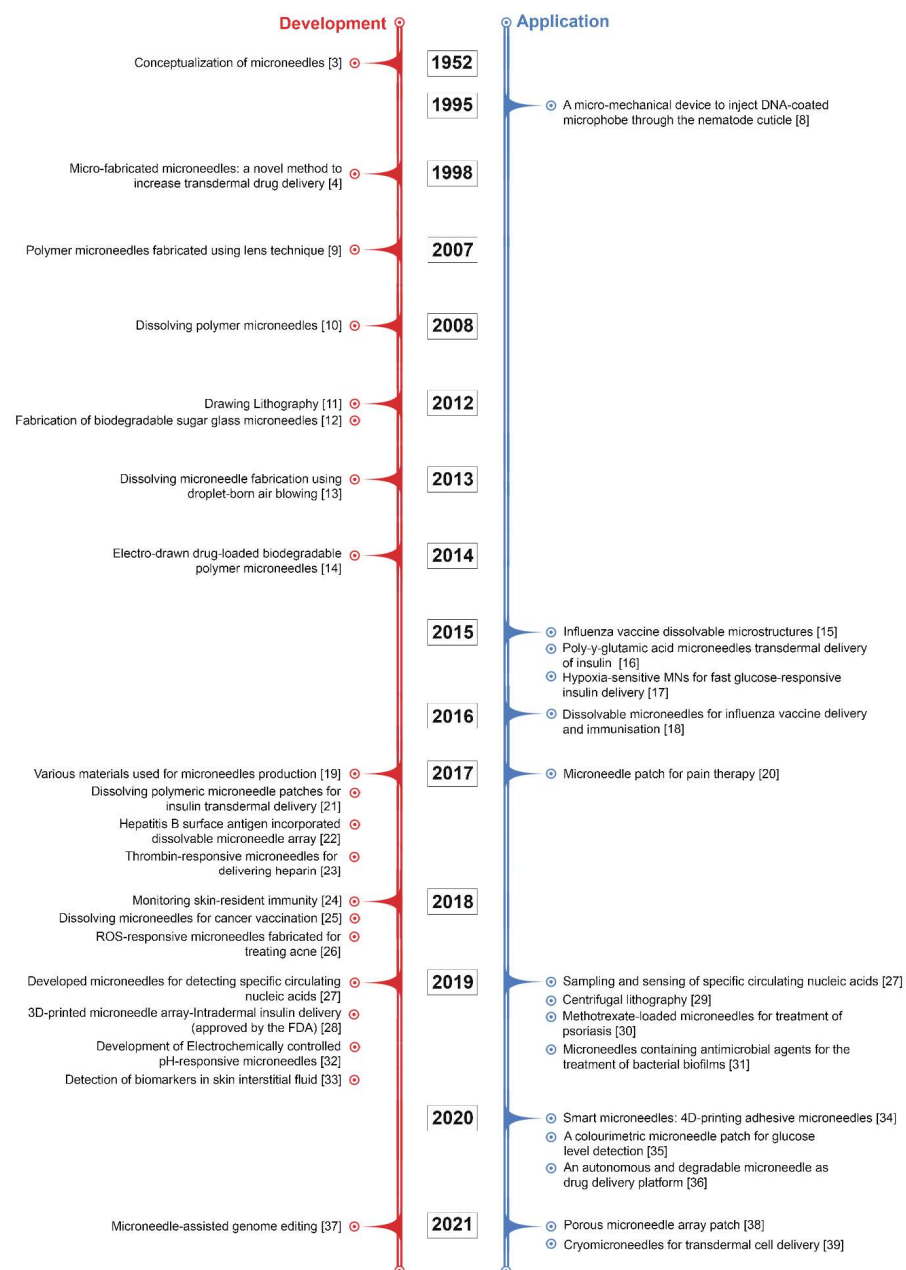 Development
Application
Conceptualization of microneedles [3]
1952
1995
A micro-mechanical device to inject DNA-coated
microphobe through the nematode cuticle [8]
Micro-fabricated microneedles: a novel method to
increase transdermal drug delivery [4]
1998
Polymer microneedles fabricated using lens technique [9]
2007
Dissolving polymer microneedles [10]
2008
Drawing Lithography [11]
Fabrication of biodegradable sugar glass microneedles [12]
2012
Dissolving microneedle fabrication using
droplet-born air blowing [13]
2013
Electro-drawn drug-loaded biodegradable
polymer microneedles [14]
2014
2015
Influenza vaccine dissolvable microstructures [15]
Poly-y-glutamic acid microneedles transdermal delivery
of insulin [16]
Hypoxia-sensitive MNs for fast glucose-responsive
insulin delivery [17]
2016
Dissolvable microneedles for influenza vaccine delivery
and immunisation [18]
Various materials used for microneedles production [19]
Dissolving polymeric microneedle patches for
insulin transdermal delivery [21]
Hepatitis B surface antigen incorporated
dissolvable microneedle array [22]
Thrombin-responsive microneedles for
delivering heparin [23]
2017
Microneedle patch for pain therapy [20]
Monitoring skin-resident immunity [24]
Dissolving microneedles for cancer vaccination [25]
ROS-responsive microneedles fabricated for
treating acne [26]
2018
Developed microneedles for detecting specific circulating
nucleic acids [27]
3D-printed microneedle array-Intradermal insulin delivery
(approved by the FDA) [28]
Development of Electrochemically controlled
pH-responsive microneedles [32]
Detection of biomarkers in skin interstitial fluid [33]
2019
Sampling and sensing of specific circulating nucleic acids [27]
Centrifugal lithography [29]
Methotrexate-loaded microneedles for treatment of
psoriasis [30]
Microneedles containing antimicrobial agents for the
treatment of bacterial biofilms [31]
2020
Smart microneedles: 4D-printing adhesive microneedles [34]
A colourimetric microneedle patch for glucose
level detection [35]
An autonomous and degradable microneedle as
drug delivery platform [36]
Microneedle-assisted genome editing [37]
2021
Porous microneedle array patch [38]
Cryomicroneedles for transdermal cell delivery [39]